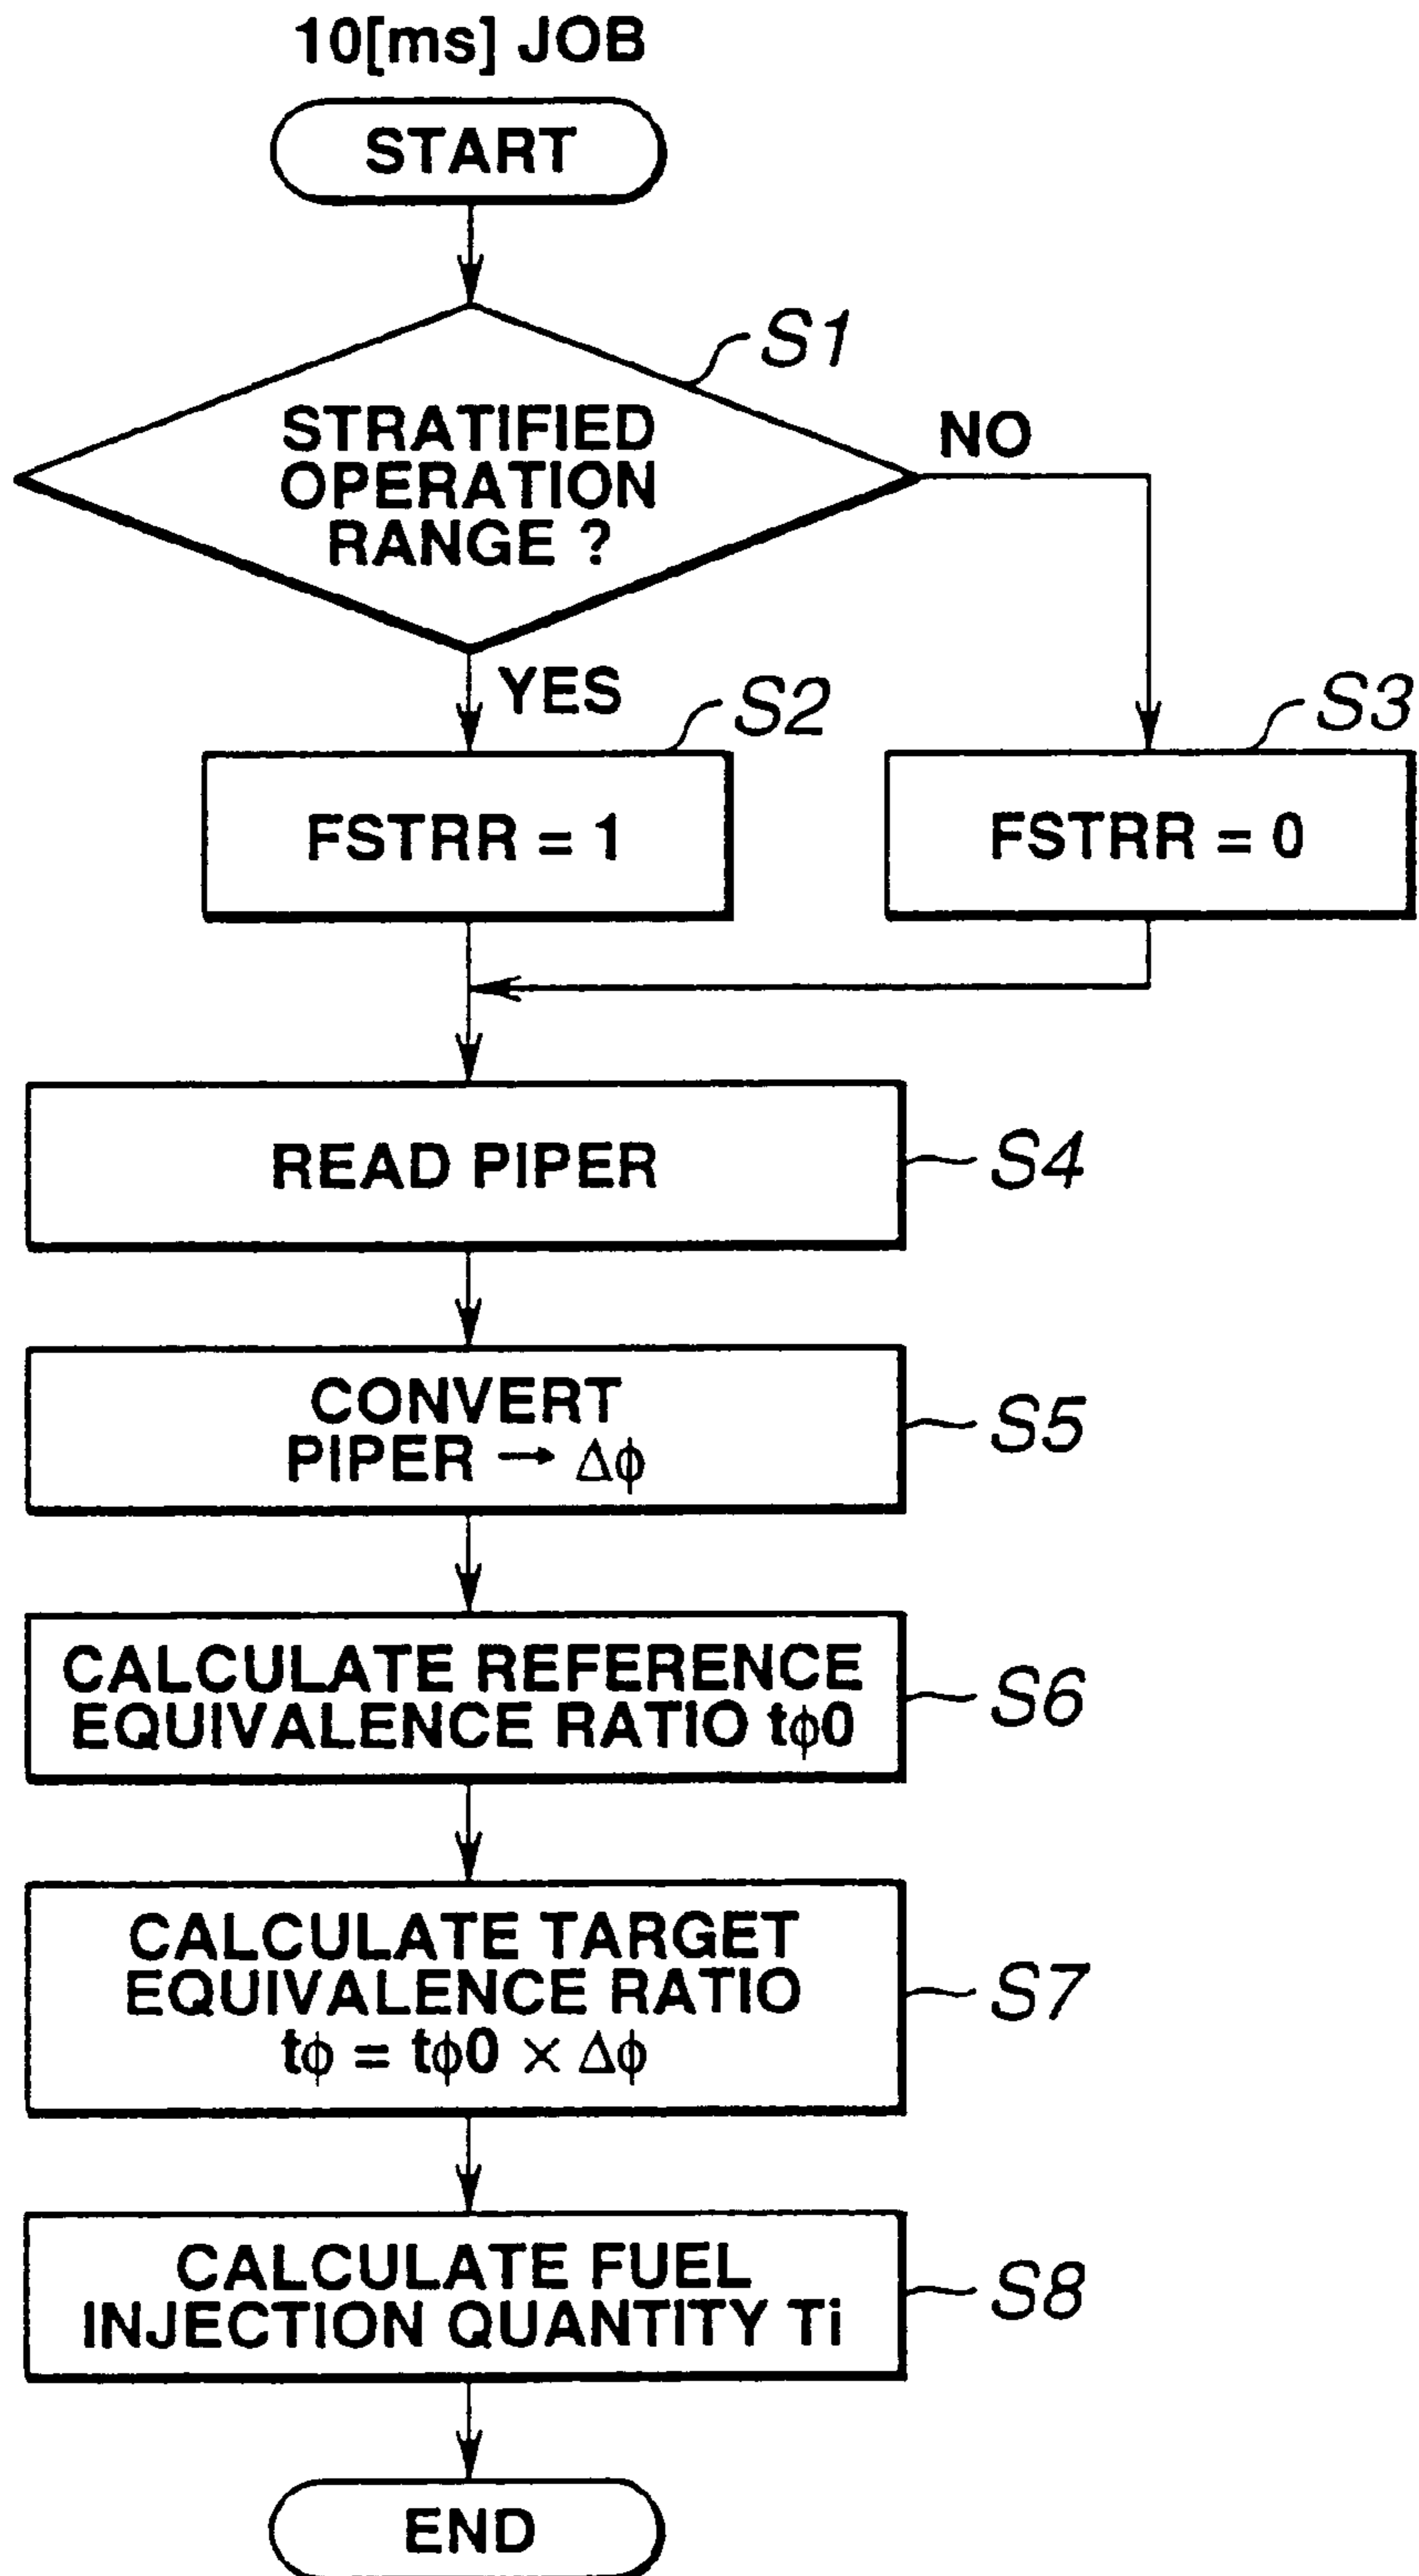 10[ms] JOB
START
S1
STRATIFIED
OPERATION
RANGE ?
NO
YES
S2
S3
FSTRR = 1
FSTRR = 0
READ PIPER
S4
CONVERT
PIPER → Δϕ
S5
CALCULATE REFERENCE
EQUIVALENCE RATIO tϕ0
S6
CALCULATE TARGET
EQUIVALENCE RATIO
tϕ = tϕ0 × Δϕ
S7
CALCULATE FUEL
INJECTION QUANTITY Ti
S8
END